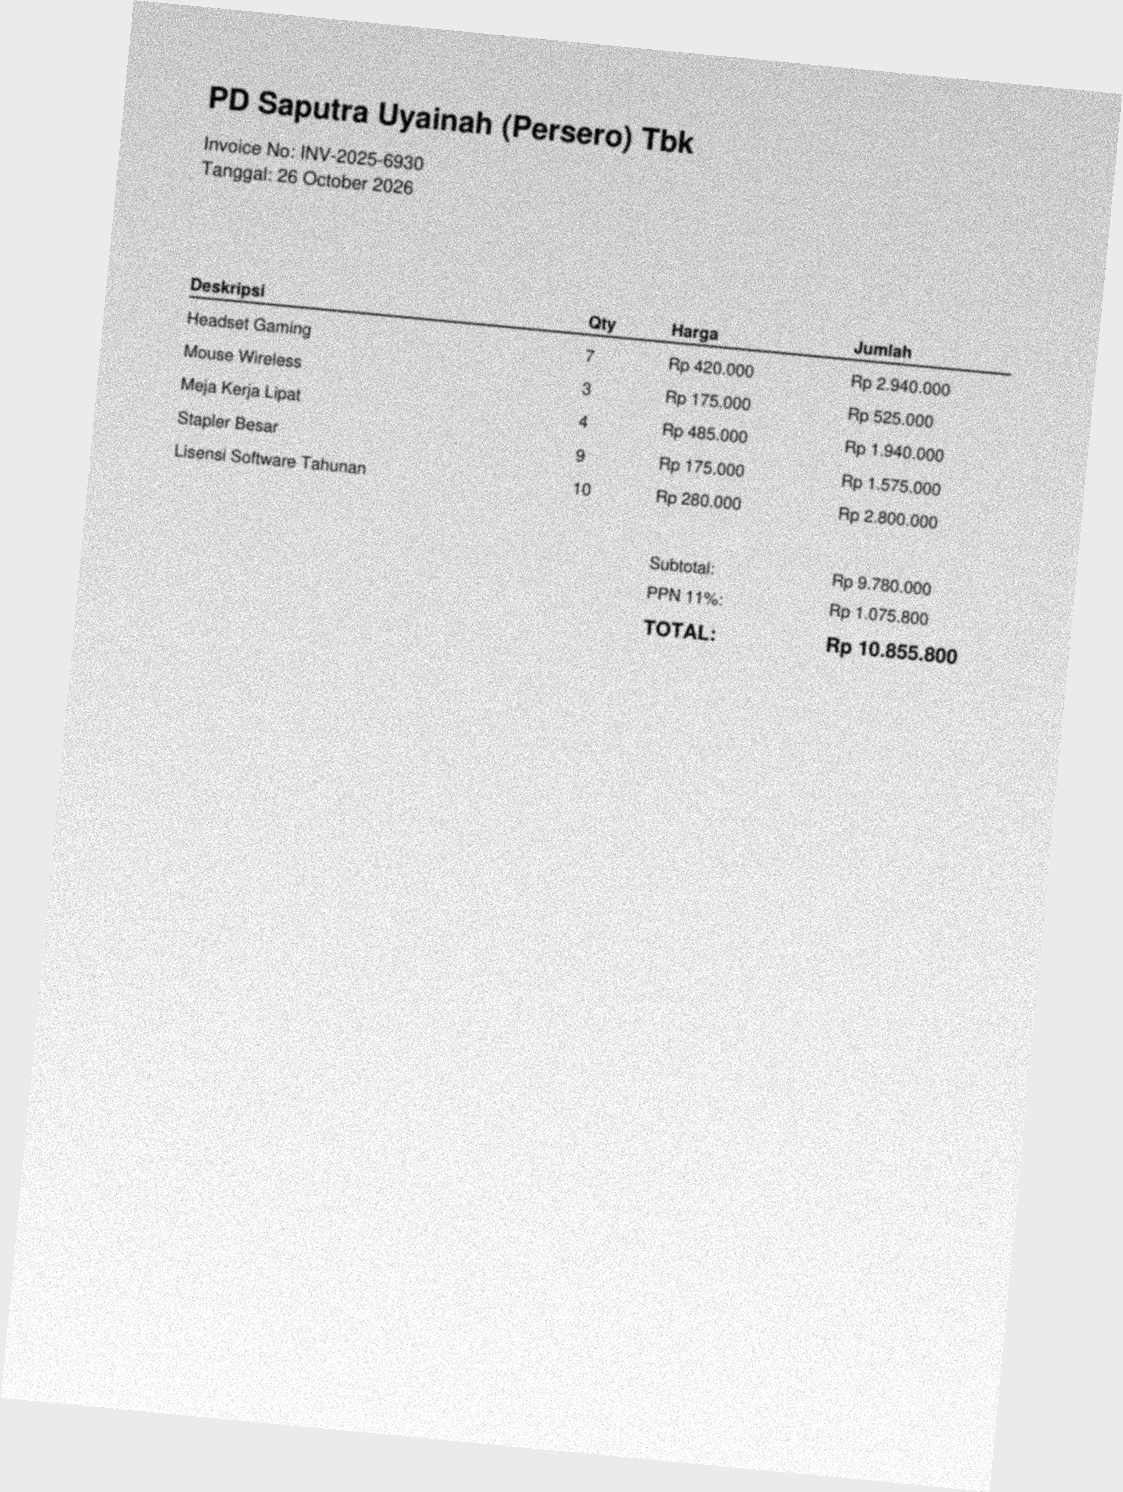 PD Saputra Uyainah (Persero) Tbk
Invoice No: INV-2025-6930
Tanggal: 26 October 2026
Deskripsi Qty Harga Jumlah
Headset Gaming 7 Rp 420.000 Rp 2.940.000
Mouse Wireless 3 Rp 175.000 Rp 525.000
Meja Kerja Lipat 4 Rp 485.000 Rp 1.940.000
Stapler Besar 9 Rp 175.000 Rp 1.575.000
Lisensi Software Tahunan 10 Rp 280.000 Rp 2.800.000
Subtotal: Rp 9.780.000
PPN 11%: Rp 1.075.800
TOTAL: Rp 10.855.800